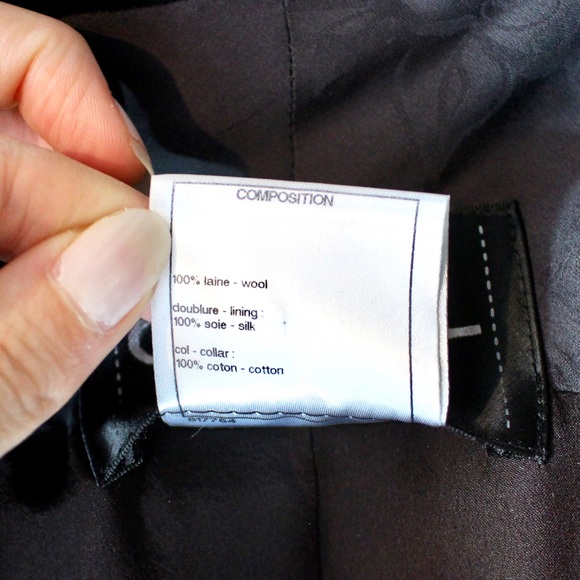 COMPOSITION
100% laine - wool
doublure - lining :
100% soie - silk
col - collar :
100% coton - cotton